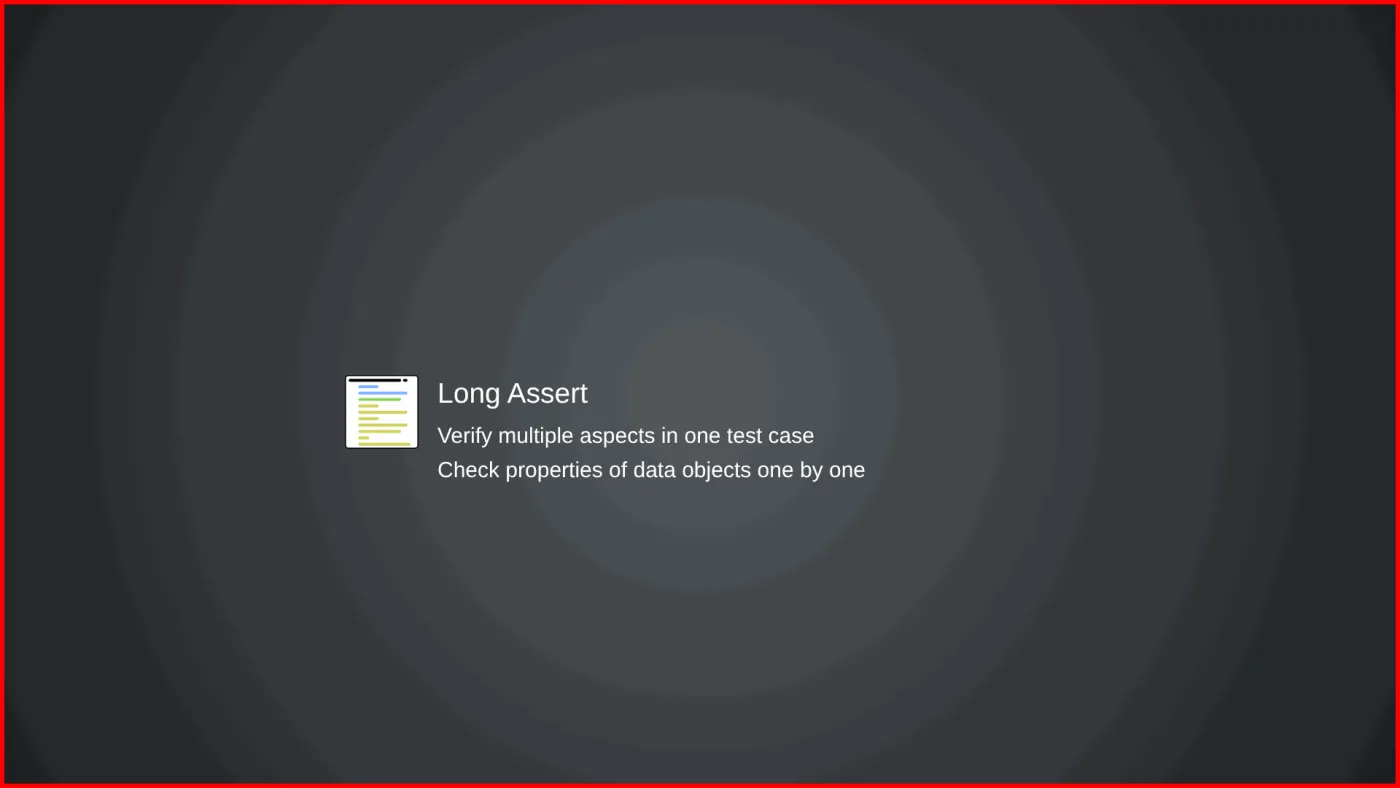 Long Assert
Verify multiple aspects in one test case
Check properties of data objects one by one